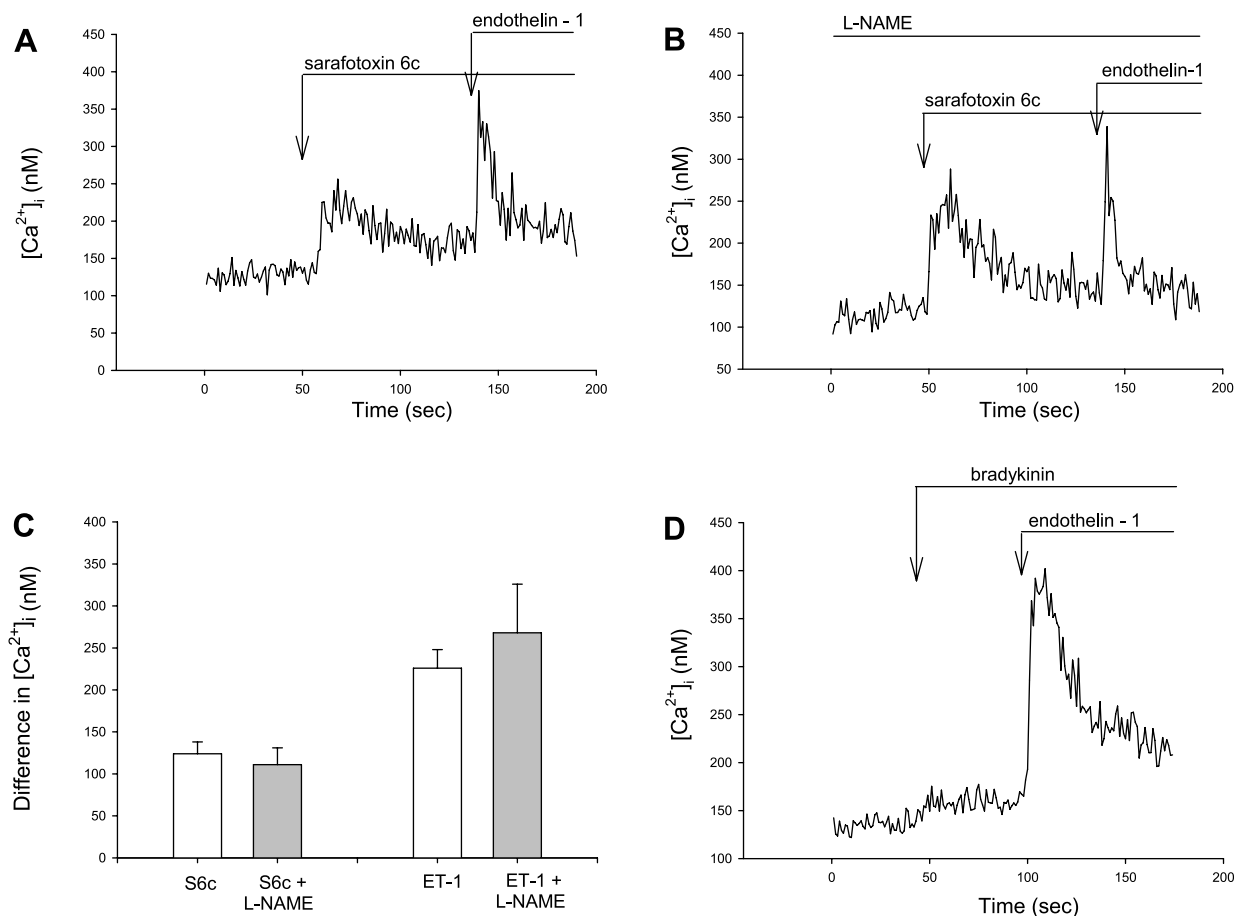 A
endothelin - 1
sarafotoxin 6c
450
400
350
300
250
200
150
100
50
0
[Ca2+]i (nM)
0 50 100 150 200
Time (sec)
B
L-NAME
endothelin-1
sarafotoxin 6c
450
400
350
300
250
200
150
100
50
[Ca2+]i (nM)
0 50 100 150 200
Time (sec)
C
400
350
300
250
200
150
100
50
0
Difference in [Ca2+]i (nM)
S6c
S6c +
L-NAME
ET-1
ET-1 +
L-NAME
D
bradykinin
endothelin - 1
450
400
350
300
250
200
150
100
[Ca2+]i (nM)
0 50 100 150 200
Time (sec)